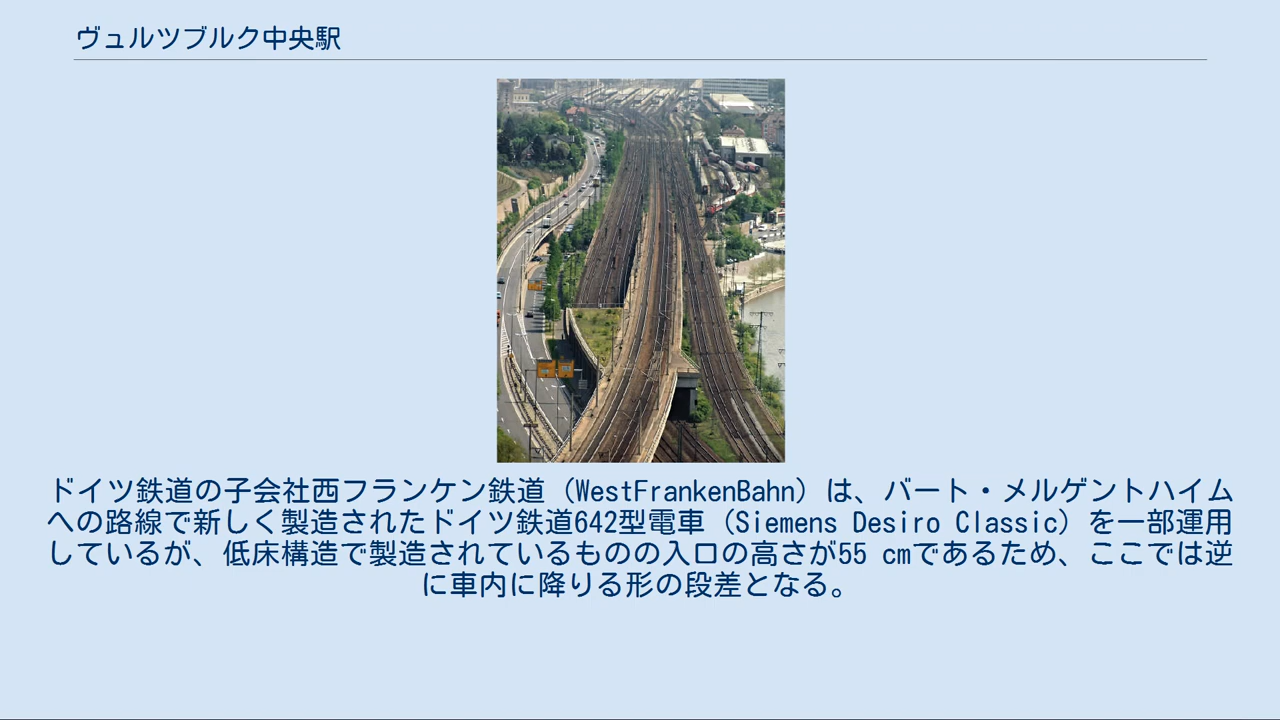 ヴュルツブルク中央駅
ドイツ鉄道の子会社西フランケン鉄道（WestFrankenBahn）は、バート・メルゲントハイム
への路線で新しく製造されたドイツ鉄道642型電車（Siemens Desiro Classic）を一部運用
しているが、低床構造で製造されているものの入口の高さが55 cmであるため、ここでは逆
に車内に降りる形の段差となる。